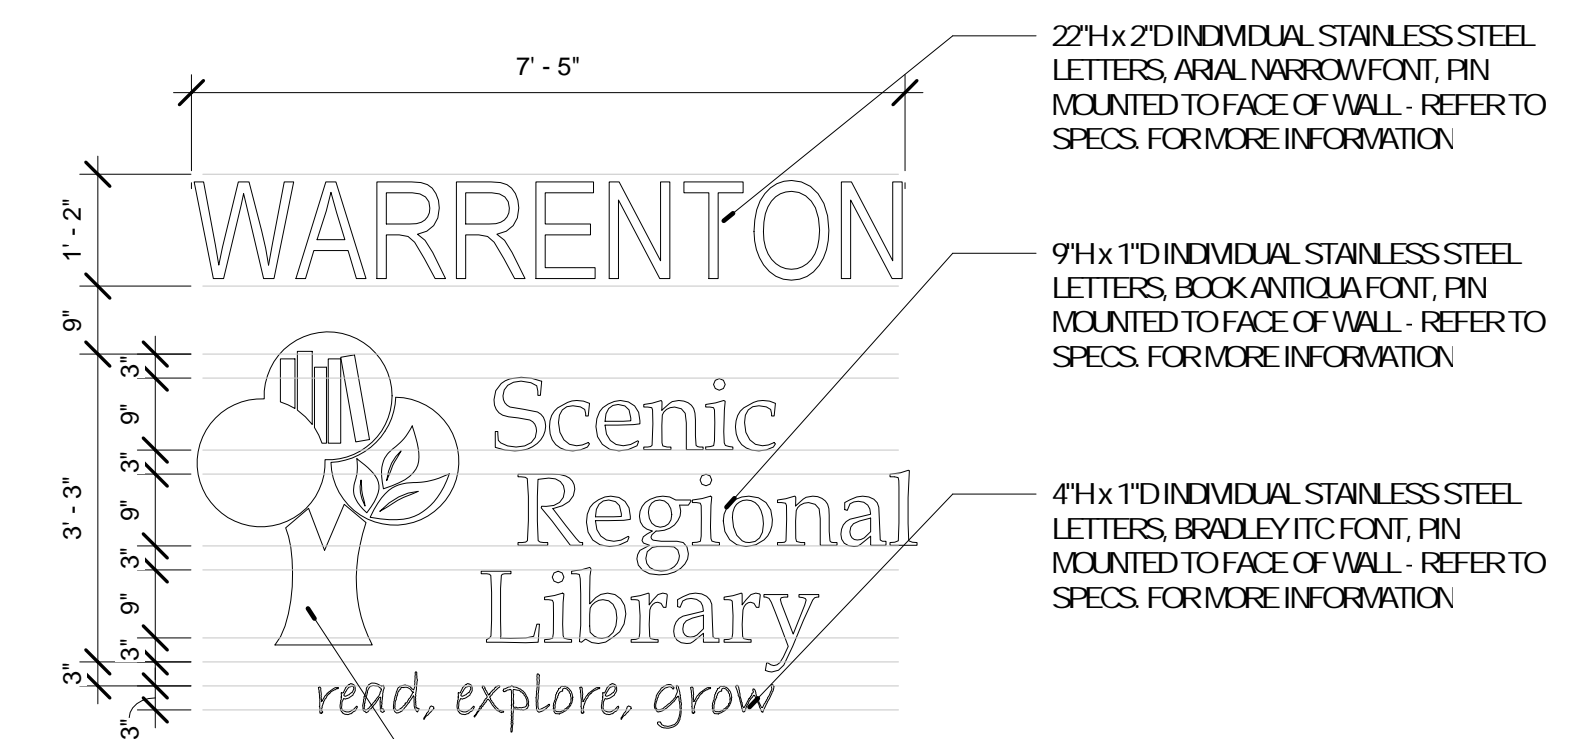 7' - 5"
22"H x 2"D INDIVIDUAL STAINLESS STEEL
LETTERS, ARIAL NARROW FONT, PIN
MOUNTED TO FACE OF WALL - REFER TO
SPECS. FOR MORE INFORMATION
1' - 2"
WARRENTON
9"H x 1"D INDIVIDUAL STAINLESS STEEL
LETTERS, BOOK ANTIQUA FONT, PIN
MOUNTED TO FACE OF WALL - REFER TO
SPECS. FOR MORE INFORMATION
9"
3"
9"
3"
9"
3"
9"
3"
3' - 3"
3"
3"
Scenic
Regional
Library
read, explore, grow
4"H x 1"D INDIVIDUAL STAINLESS STEEL
LETTERS, BRADLEY ITC FONT, PIN
MOUNTED TO FACE OF WALL - REFER TO
SPECS. FOR MORE INFORMATION